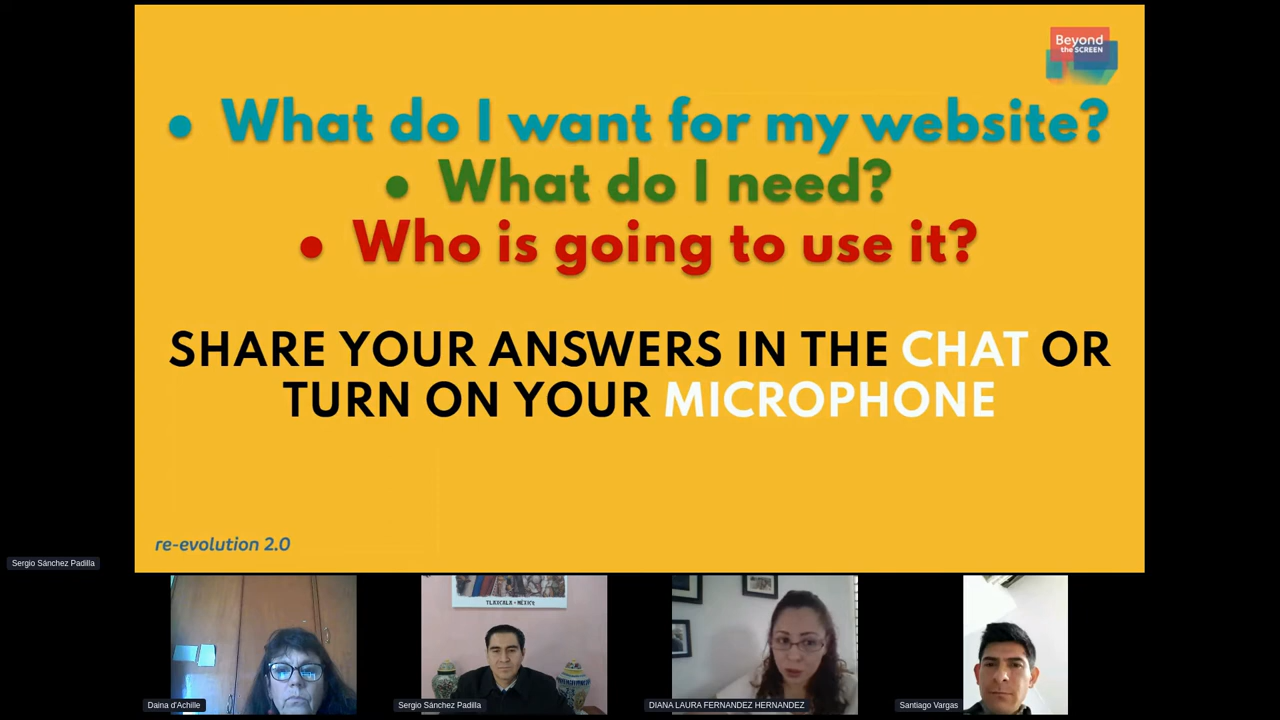 Beyond
the SCREEN
• What do I want for my website?
• What do I need?
• Who is going to use it?
SHARE YOUR ANSWERS IN THE CHAT OR
TURN ON YOUR MICROPHONE
re-evolution 2.0
Sergio Sánchez Padilla
TLAXCALA - MÉXICO
Daina d'Achille
Sergio Sánchez Padilla
DIANA LAURA FERNANDEZ HERNANDEZ
Santiago Vargas